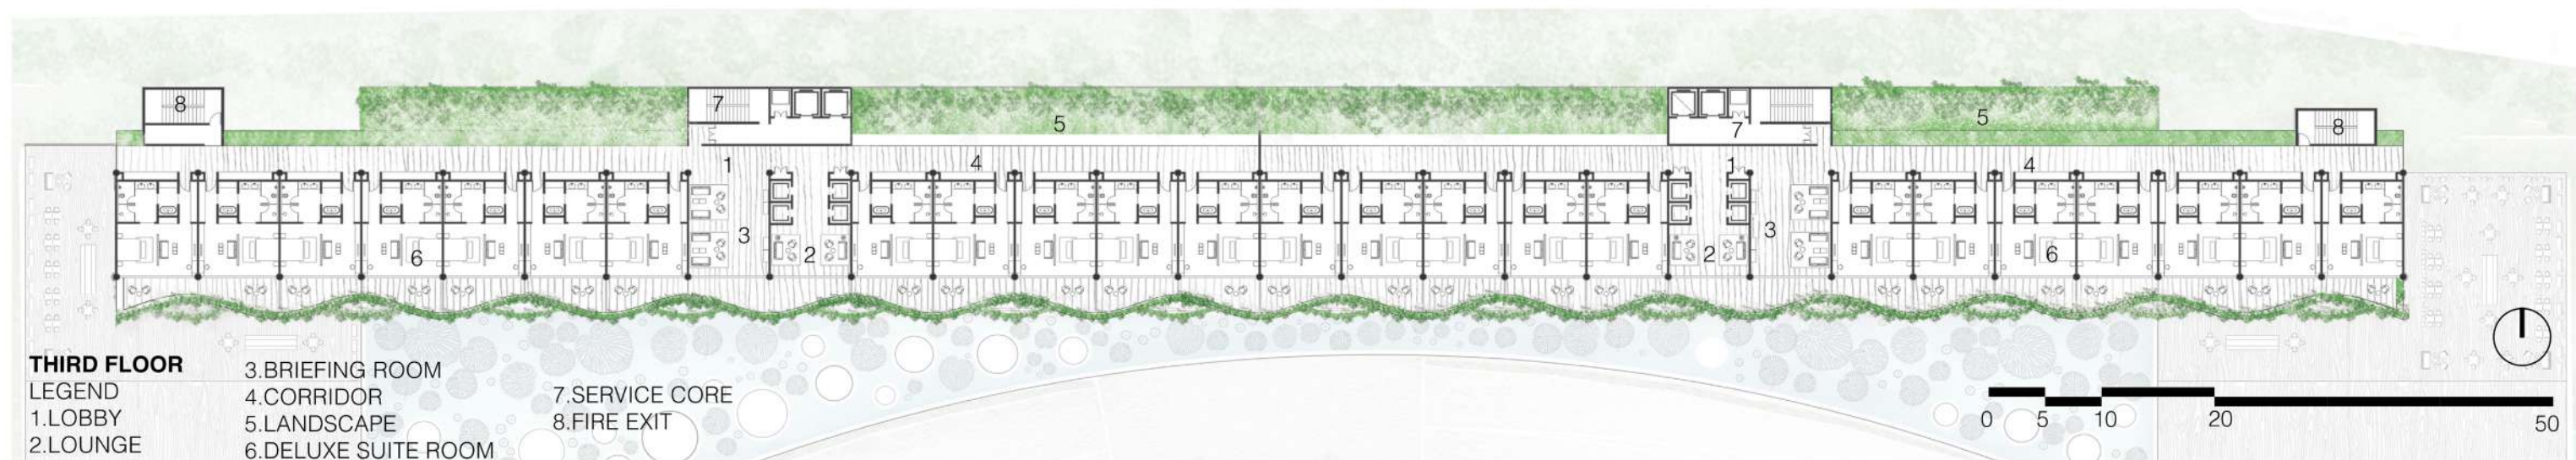 8
7
5
7
5
8
1
4
1
4
3
2
2
3
6
6
THIRD FLOOR
LEGEND
1.LOBBY
2.LOUNGE
3.BRIEFING ROOM
4.CORRIDOR
5.LANDSCAPE
6.DELUXE SUITE ROOM
7.SERVICE CORE
8.FIRE EXIT
0 5 10 20 50